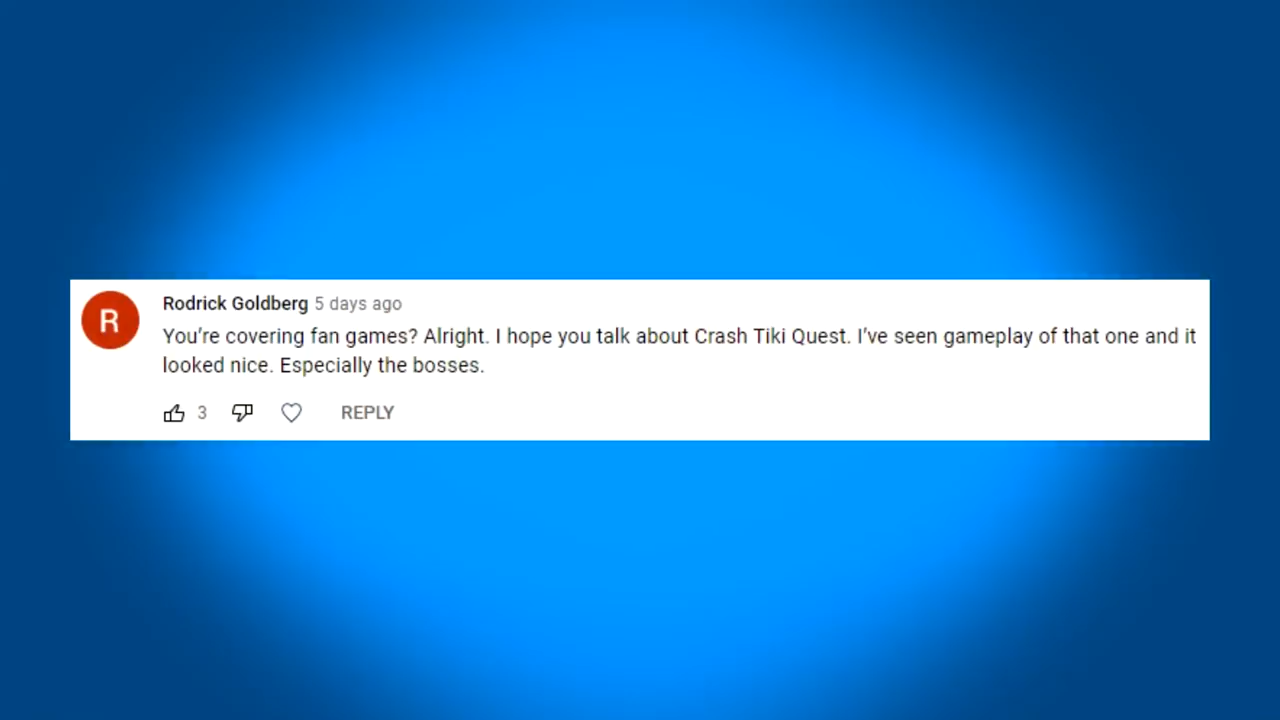 R
Rodrick Goldberg 5 days ago
You’re covering fan games? Alright. I hope you talk about Crash Tiki Quest. I’ve seen gameplay of that one and it
looked nice. Especially the bosses.
3 REPLY